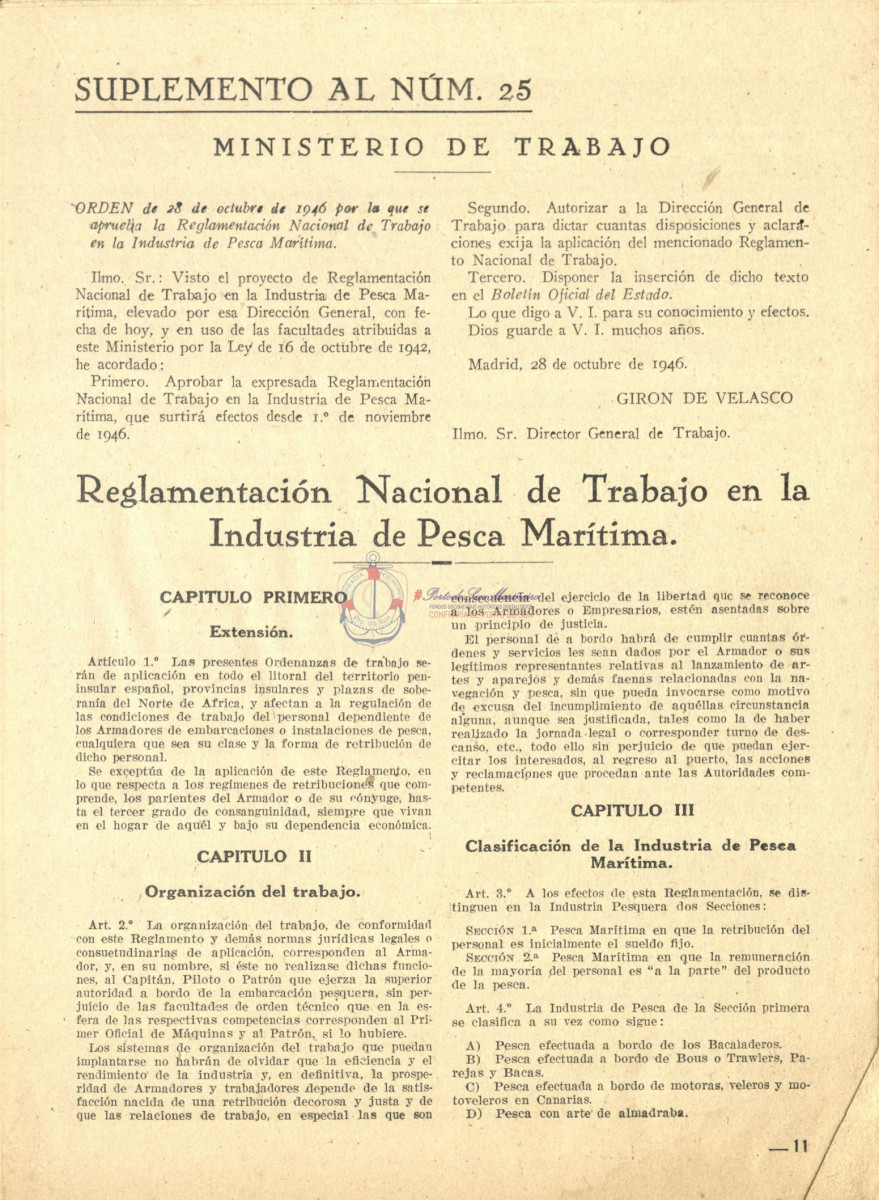 SUPLEMENTO AL NÚM. 25
MINISTERIO DE TRABAJO
ORDEN de 28 de octubre de 1946 por la que se
aprueba la Reglamentación Nacional de Trabajo
en la Industria de Pesca Marítima.
Ilmo. Sr.: Visto el proyecto de Reglamentación
Nacional de Trabajo en la Industria de Pesca Ma-
rítima, elevado por esa Dirección General, con
fecha de hoy, y en uso de las facultades atribuídas a
este Ministerio por la Ley de 16 de octubre de 1942,
he acordado:
Primero. Aprobar la expresada Reglamentación
Nacional de Trabajo en la Industria de Pesca Ma-
rítima, que surtirá efectos desde 1.º de noviembre
de 1946.
Segundo. Autorizar a la Dirección General de
Trabajo para dictar cuantas disposiciones y aclara-
ciones exija la aplicación del mencionado Reglamen-
to Nacional de Trabajo.
Tercero. Disponer la inserción de dicho texto
en el Boletín Oficial del Estado.
Lo que digo a V. I. para su conocimiento y efectos.
Dios guarde a V. I. muchos años.
Madrid, 28 de octubre de 1946.
GIRON DE VELASCO
Ilmo. Sr. Director General de Trabajo.
Reglamentación Nacional de Trabajo en la
Industria de Pesca Marítima.
CAPITULO PRIMERO
Extensión.
Artículo 1.º Las presentes Ordenanzas de trabajo se-
rán de aplicación en todo el litoral del territorio pen-
insular español, provincias insulares y plazas de sobe-
ranía del Norte de Africa, y afectan a la regulación de
las condiciones de trabajo del personal dependiente de
los Armadores de embarcaciones o instalaciones de pesca,
cualquiera que sea su clase y la forma de retribución de
dicho personal.
Se exceptúa de la aplicación de este Reglamento, en
lo que respecta a los regímenes de retribuciones que com-
prende, los parientes del Armador o de su cónyuge, has-
ta el tercer grado de consanguinidad, siempre que vivan
en el hogar de aquél y bajo su dependencia económica.
CAPITULO II
Organización del trabajo.
Art. 2.º La organización del trabajo, de conformidad
con este Reglamento y demás normas jurídicas legales o
consuetudinarias de aplicación, corresponden al Arma-
dor, y, en su nombre, si éste no realizase dichas funcio-
nes, al Capitán, Piloto o Patrón que ejerza la superior
autoridad a bordo de la embarcación pesquera, sin per-
juicio de las facultades de orden técnico que en la es-
fera de las respectivas competencias corresponden al Pri-
mer Oficial de Máquinas y al Patrón, si lo hubiere.
Los sistemas de organización del trabajo que puedan
implantarse no habrán de olvidar que la eficiencia y el
rendimiento de la industria y, en definitiva, la prospe-
ridad de Armadores y trabajadores depende de la satis-
facción nacida de una retribución decorosa y justa y de
que las relaciones de trabajo, en especial las que son
consecuencia del ejercicio de la libertad que se reconoce
a los Armadores o Empresarios, estén asentadas sobre
un principio de justicia.
El personal de a bordo habrá de cumplir cuantas ór-
denes y servicios les sean dados por el Armador o sus
legítimos representantes relativas al lanzamiento de ar-
tes y aparejos y demás faenas relacionadas con la na-
vegación y pesca, sin que pueda invocarse como motivo
de excusa del incumplimiento de aquéllas circunstancia
alguna, aunque sea justificada, tales como la de haber
realizado la jornada legal o corresponder turno de des-
canso, etc., todo ello sin perjuicio de que puedan ejer-
citar los interesados, al regreso al puerto, las acciones
y reclamaciones que procedan ante las Autoridades com-
petentes.
CAPITULO III
Clasificación de la Industria de Pesca
Marítima.
Art. 3.º A los efectos de esta Reglamentación, se dis-
tinguen en la Industria Pesquera dos Secciones:
SECCIÓN 1.ª Pesca Marítima en que la retribución del
personal es inicialmente el sueldo fijo.
SECCIÓN 2.ª Pesca Marítima en que la remuneración
de la mayoría del personal es "a la parte" del producto
de la pesca.
Art. 4.º La Industria de Pesca de la Sección primera
se clasifica a su vez como sigue:
A) Pesca efectuada a bordo de los Bacaladeros.
B) Pesca efectuada a bordo de Bous o Trawlers, Pa-
rejas y Bacas.
C) Pesca efectuada a bordo de motoras, veleros y mo-
toveleros en Canarias.
D) Pesca con arte de almadraba.
—11